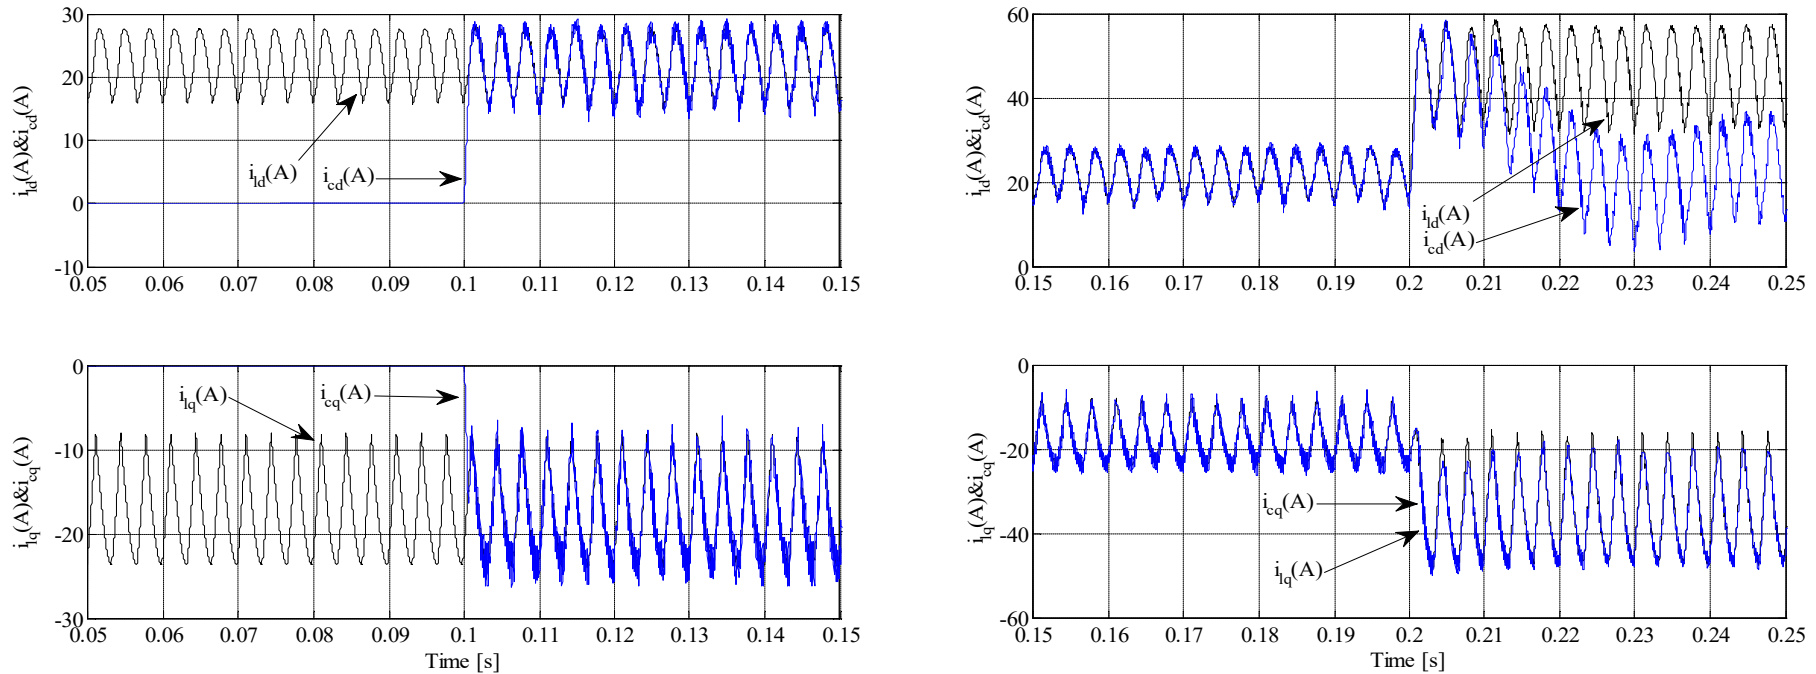 30
20
10
0
-10
i_ld(A)&i_cd(A)
i_ld(A)
i_cd(A)
0.05 0.06 0.07 0.08 0.09 0.1 0.11 0.12 0.13 0.14 0.15
60
40
20
0
i_ld(A)&i_cd(A)
i_ld(A)
i_cd(A)
0.15 0.16 0.17 0.18 0.19 0.2 0.21 0.22 0.23 0.24 0.25
0
-10
-20
-30
i_lq(A)&i_cq(A)
i_lq(A)
i_cq(A)
0.05 0.06 0.07 0.08 0.09 0.1 0.11 0.12 0.13 0.14 0.15
Time [s]
0
-20
-40
-60
i_lq(A)&i_cq(A)
i_cq(A)
i_lq(A)
0.15 0.16 0.17 0.18 0.19 0.2 0.21 0.22 0.23 0.24 0.25
Time [s]